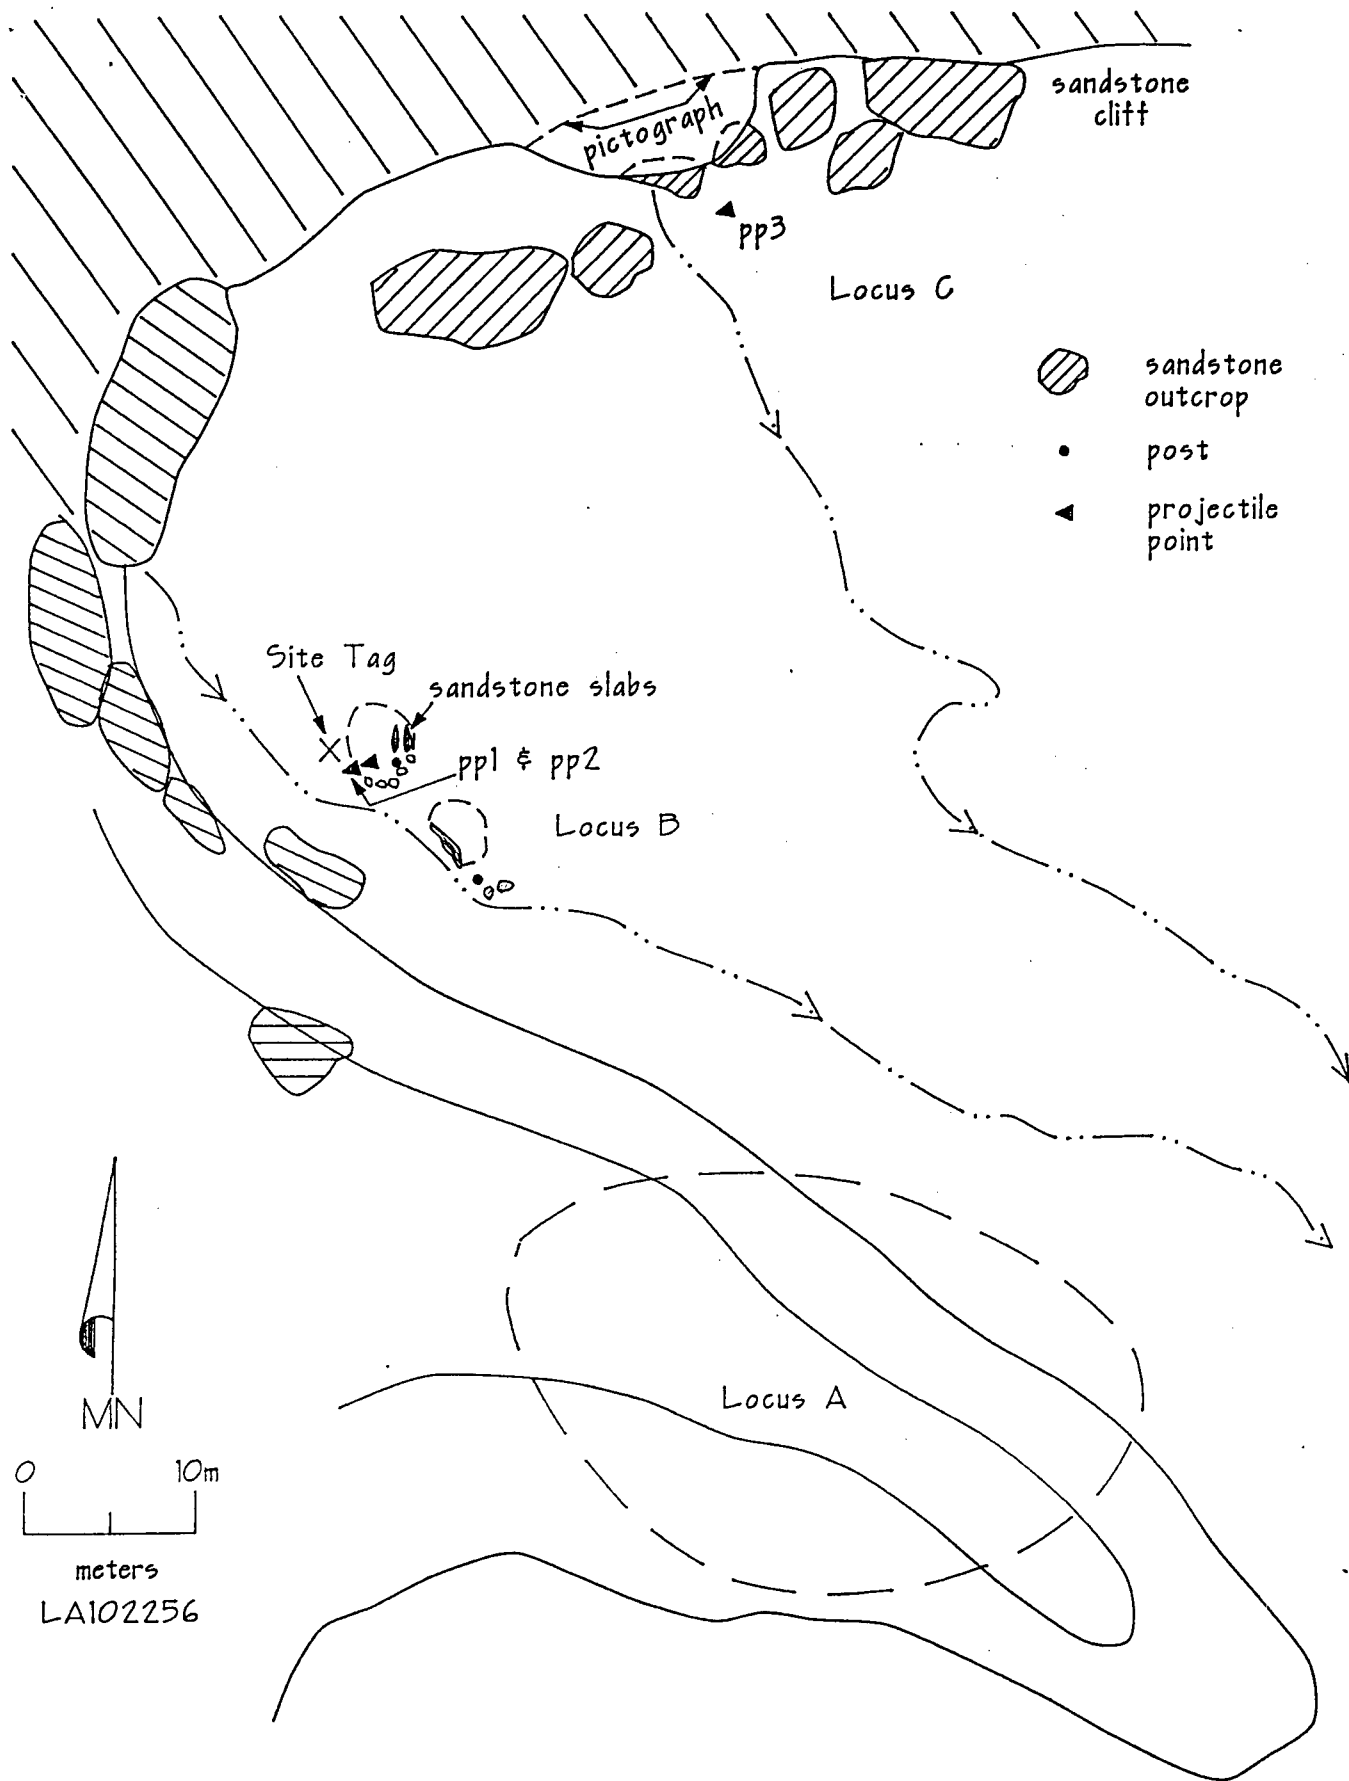 sandstone
cliff
pictograph
pp3
Locus C
sandstone
outcrop
post
projectile
point
Site Tag
sandstone slabs
pp1 & pp2
Locus B
Locus A
MN
0 10m
meters
LA102256